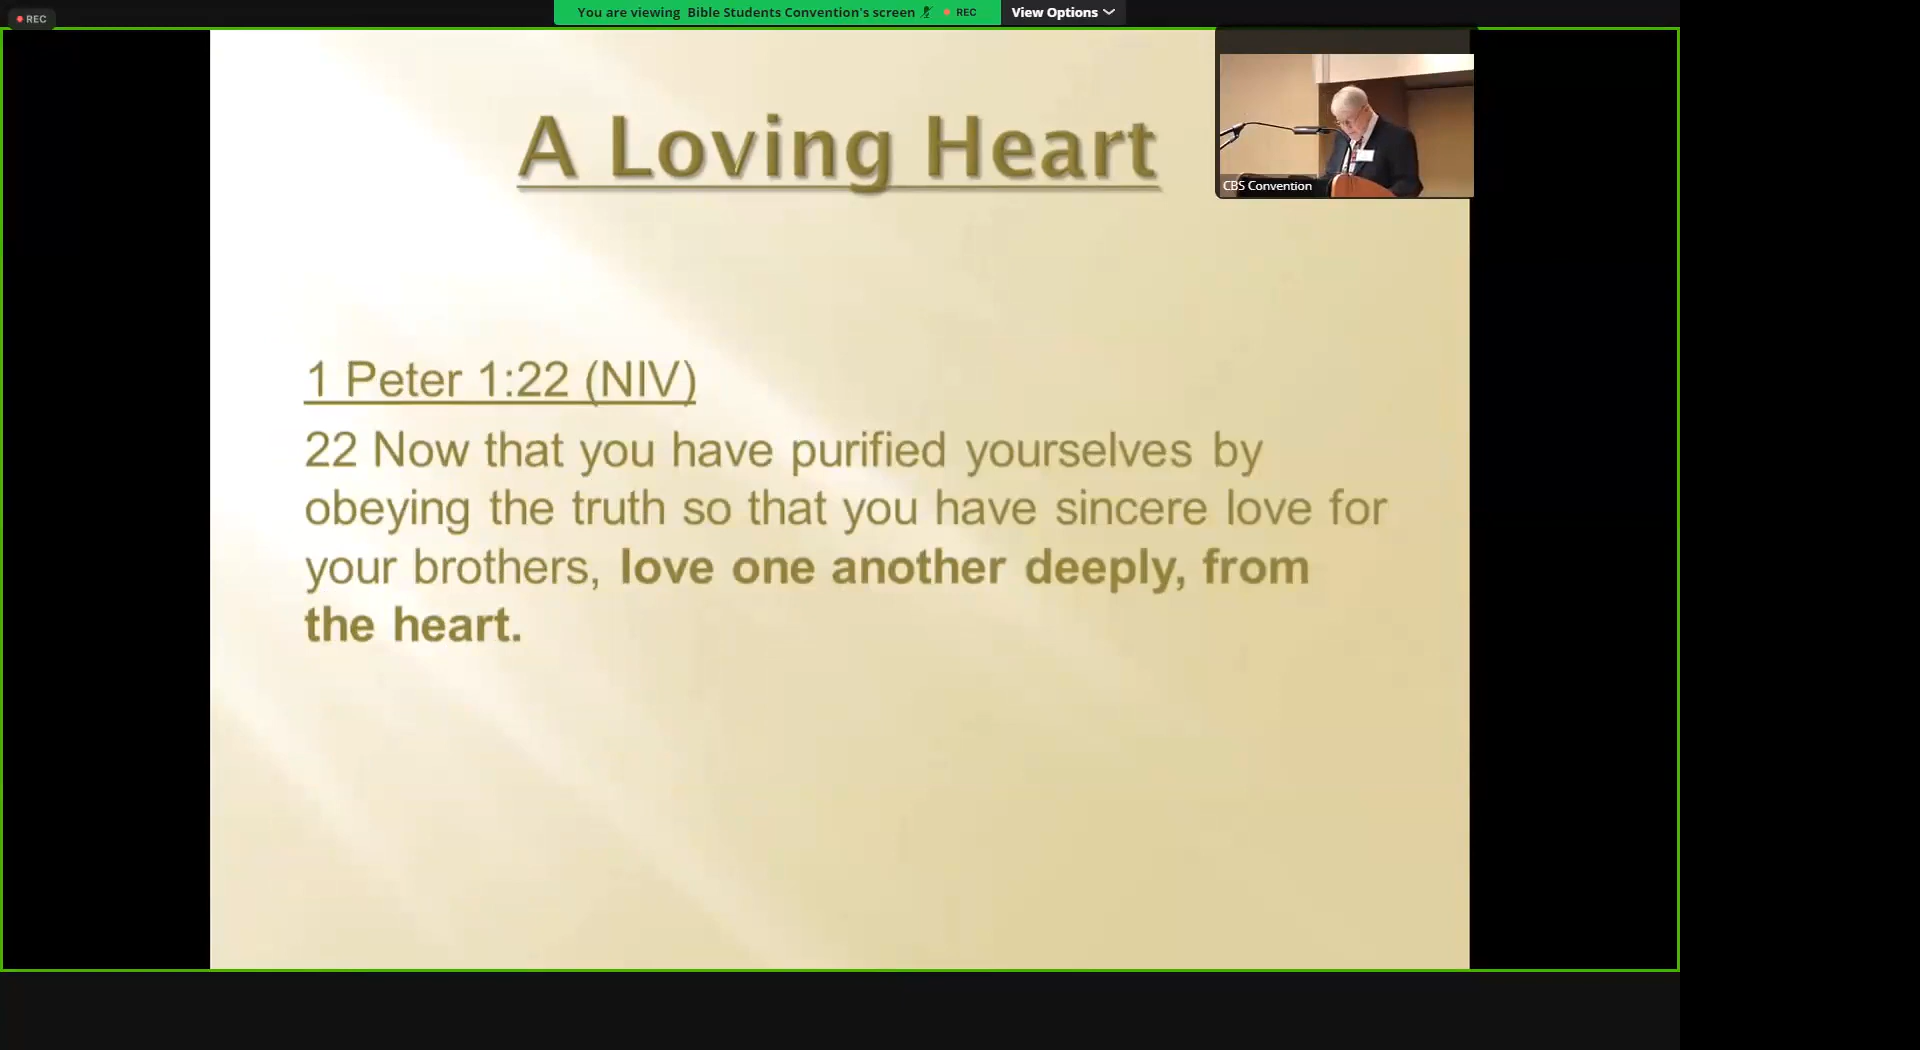 REC
You are viewing Bible Students Convention's screen REC View Options
A Loving Heart
CBS Convention
1 Peter 1:22 (NIV)
22 Now that you have purified yourselves by
obeying the truth so that you have sincere love for
your brothers, love one another deeply, from
the heart.